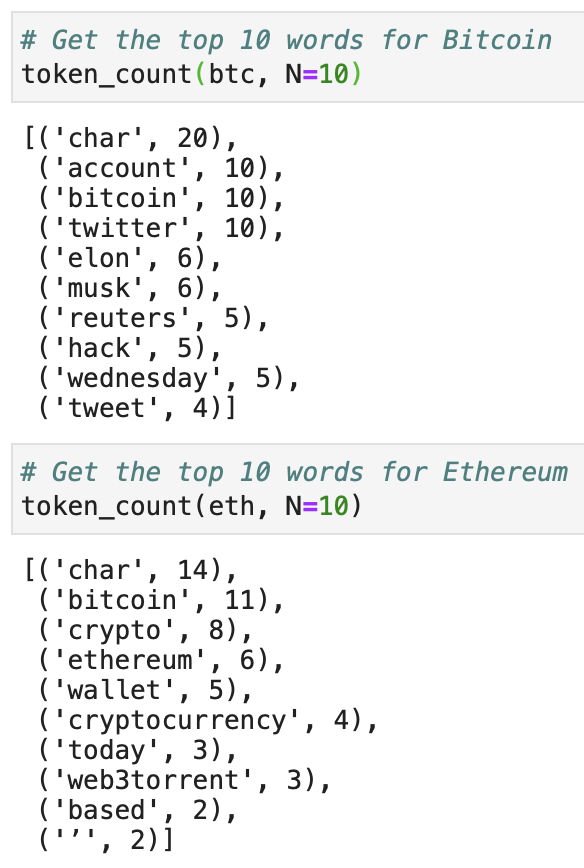 # Get the top 10 words for Bitcoin
token_count(btc, N=10)
[('char', 20),
('account', 10),
('bitcoin', 10),
('twitter', 10),
('elon', 6),
('musk', 6),
('reuters', 5),
('hack', 5),
('wednesday', 5),
('tweet', 4)]
# Get the top 10 words for Ethereum
token_count(eth, N=10)
[('char', 14),
('bitcoin', 11),
('crypto', 8),
('ethereum', 6),
('wallet', 5),
('cryptocurrency', 4),
('today', 3),
('web3torrent', 3),
('based', 2),
('’', 2)]